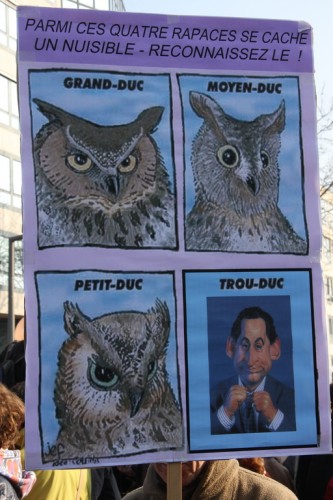 PARMI CES QUATRE RAPACES SE CACHE
UN NUISIBLE - RECONNAISSEZ LE !
GRAND-DUC
MOYEN-DUC
PETIT-DUC
TROU-DUC